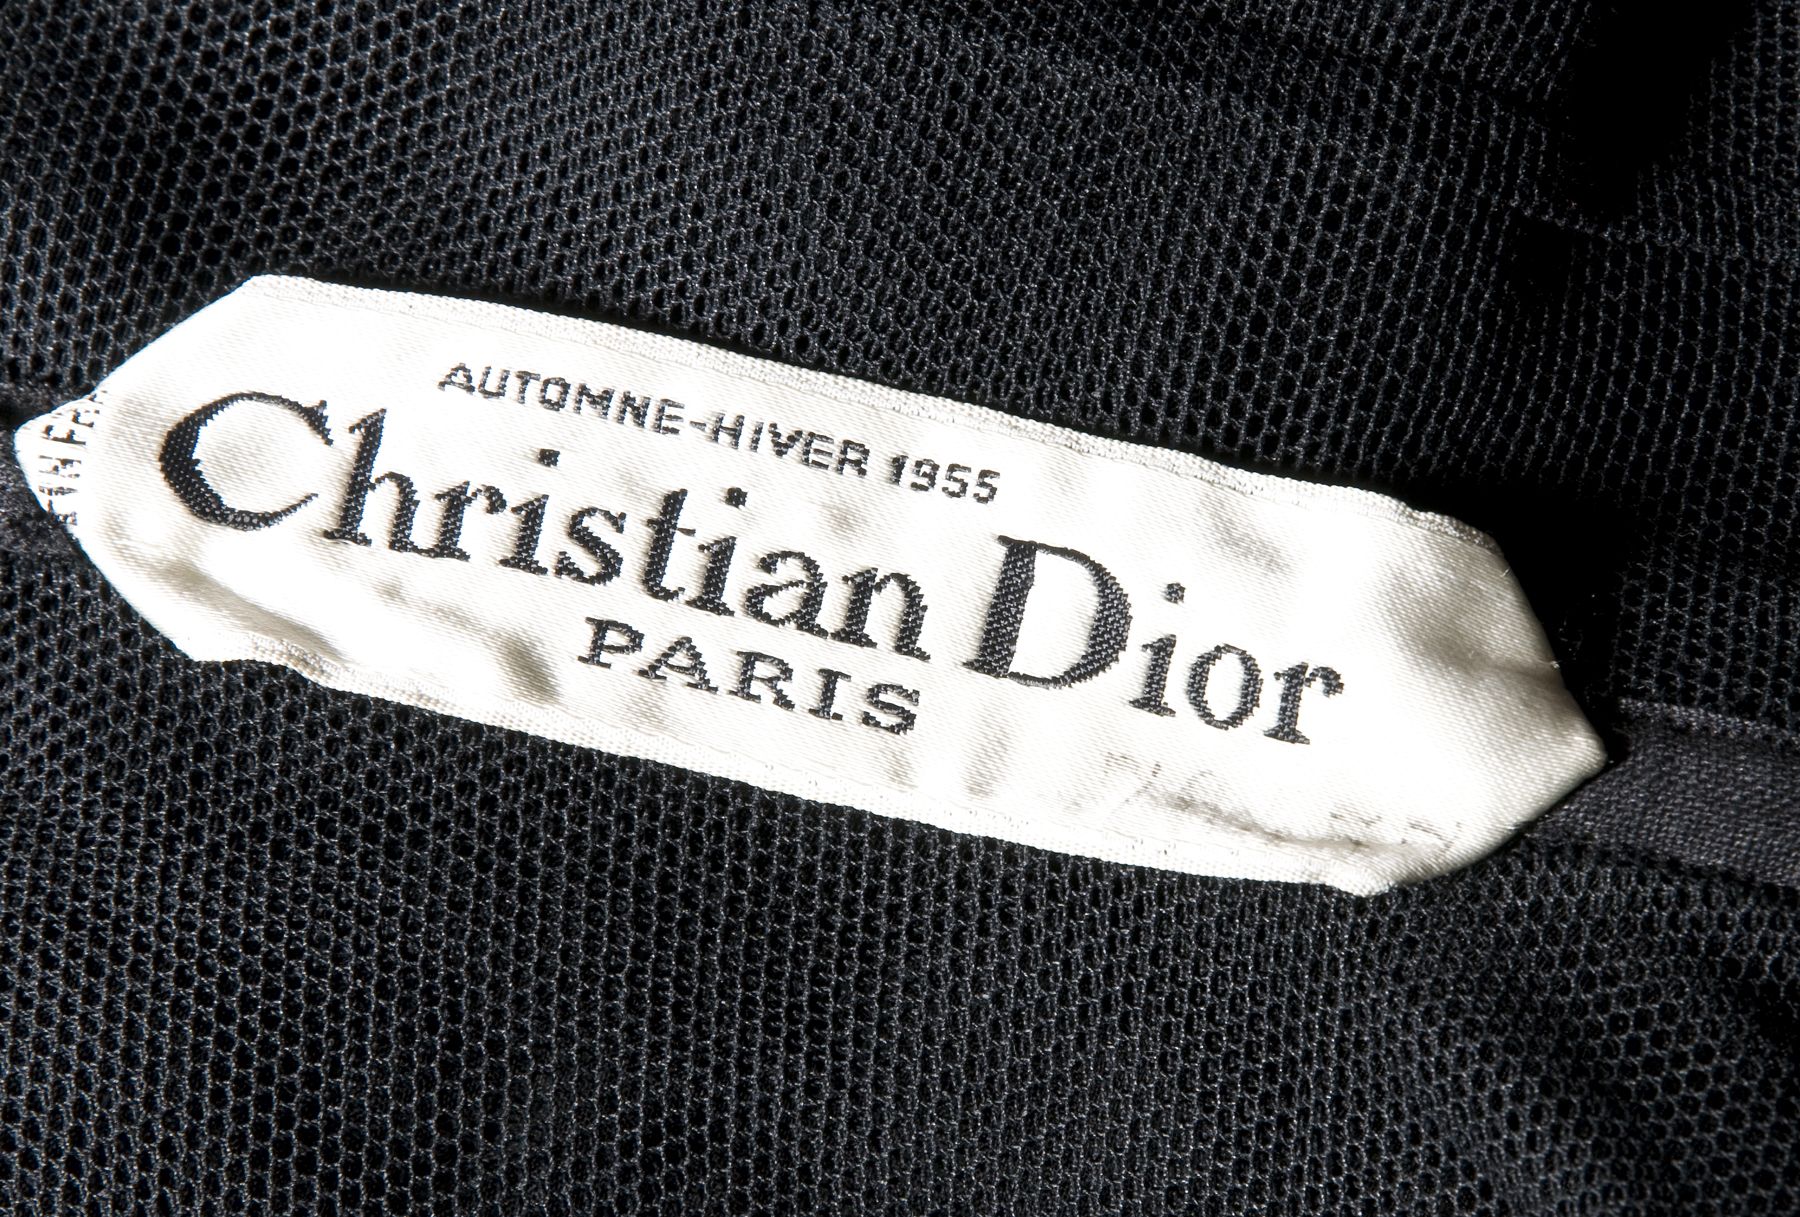 AUTOMNE-HIVER 1955
Christian Dior
PARIS